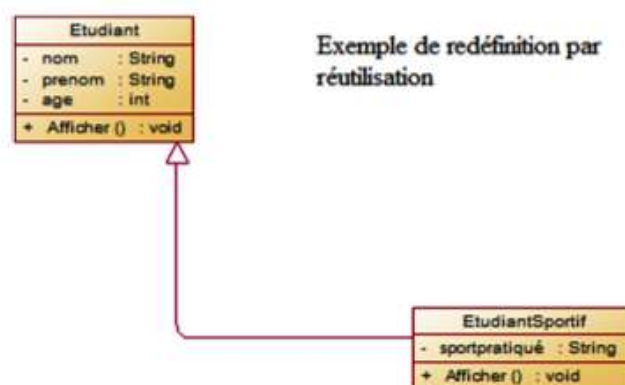 Etudiant
- nom : String
- prenom : String
- age : int
+ Afficher () : void
Exemple de redéfinition par
réutilisation
EtudiantSportif
- sportpratiqué : String
+ Afficher () : void